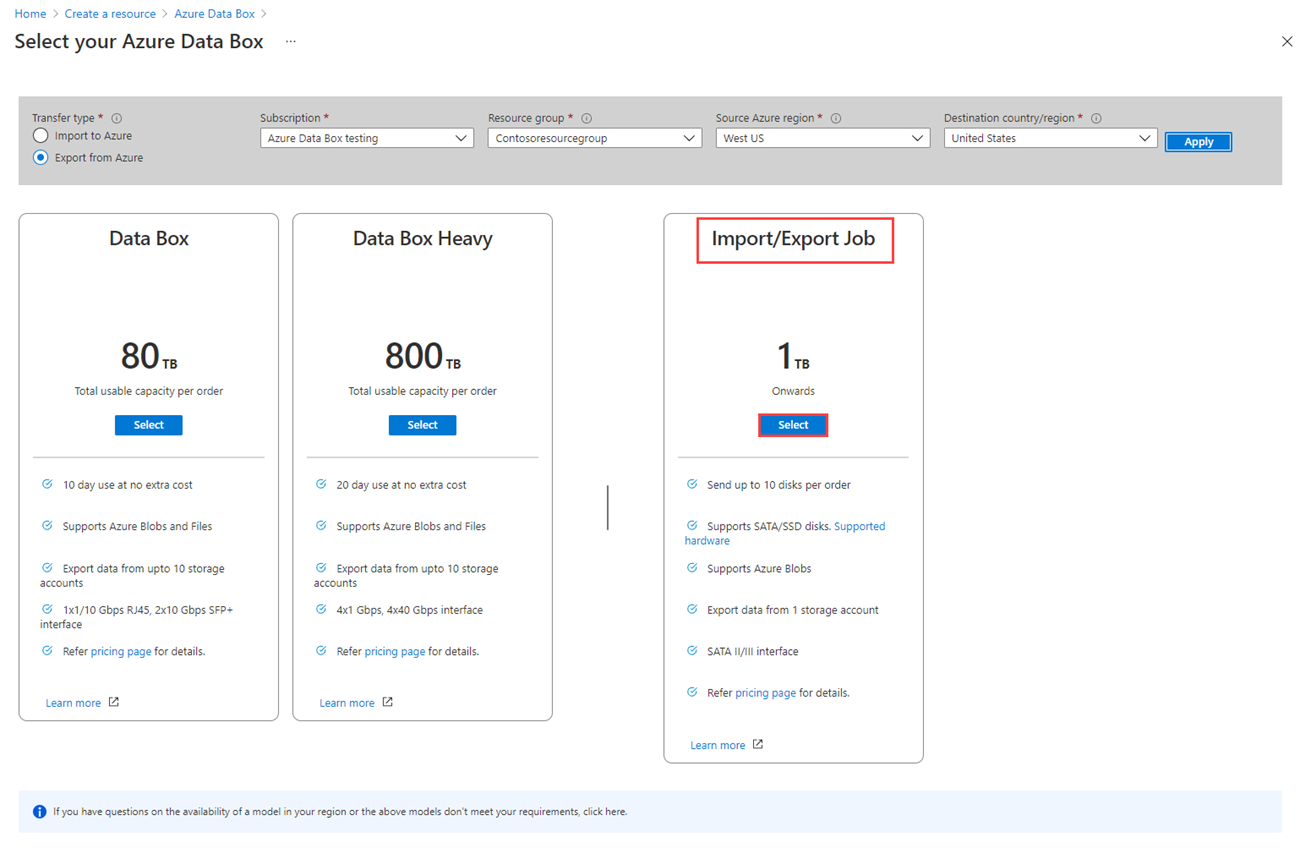 Home > Create a resource > Azure Data Box >
Select your Azure Data Box ...
Transfer type *
Import to Azure
Export from Azure
Subscription *
Azure Data Box testing
Resource group *
Contosoresourcegroup
Source Azure region *
West US
Destination country/region *
United States
Apply
Data Box
80 TB
Total usable capacity per order
Select
10 day use at no extra cost
Supports Azure Blobs and Files
Export data from upto 10 storage
accounts
1x1/10 Gbps RJ45, 2x10 Gbps SFP+
interface
Refer pricing page for details.
Learn more
Data Box Heavy
800 TB
Total usable capacity per order
Select
20 day use at no extra cost
Supports Azure Blobs and Files
Export data from upto 10 storage
accounts
4x1 Gbps, 4x40 Gbps interface
Refer pricing page for details.
Learn more
Import/Export Job
1 TB
Onwards
Select
Send up to 10 disks per order
Supports SATA/SSD disks. Supported
hardware
Supports Azure Blobs
Export data from 1 storage account
SATA II/III interface
Refer pricing page for details.
Learn more
If you have questions on the availability of a model in your region or the above models don't meet your requirements, click here.